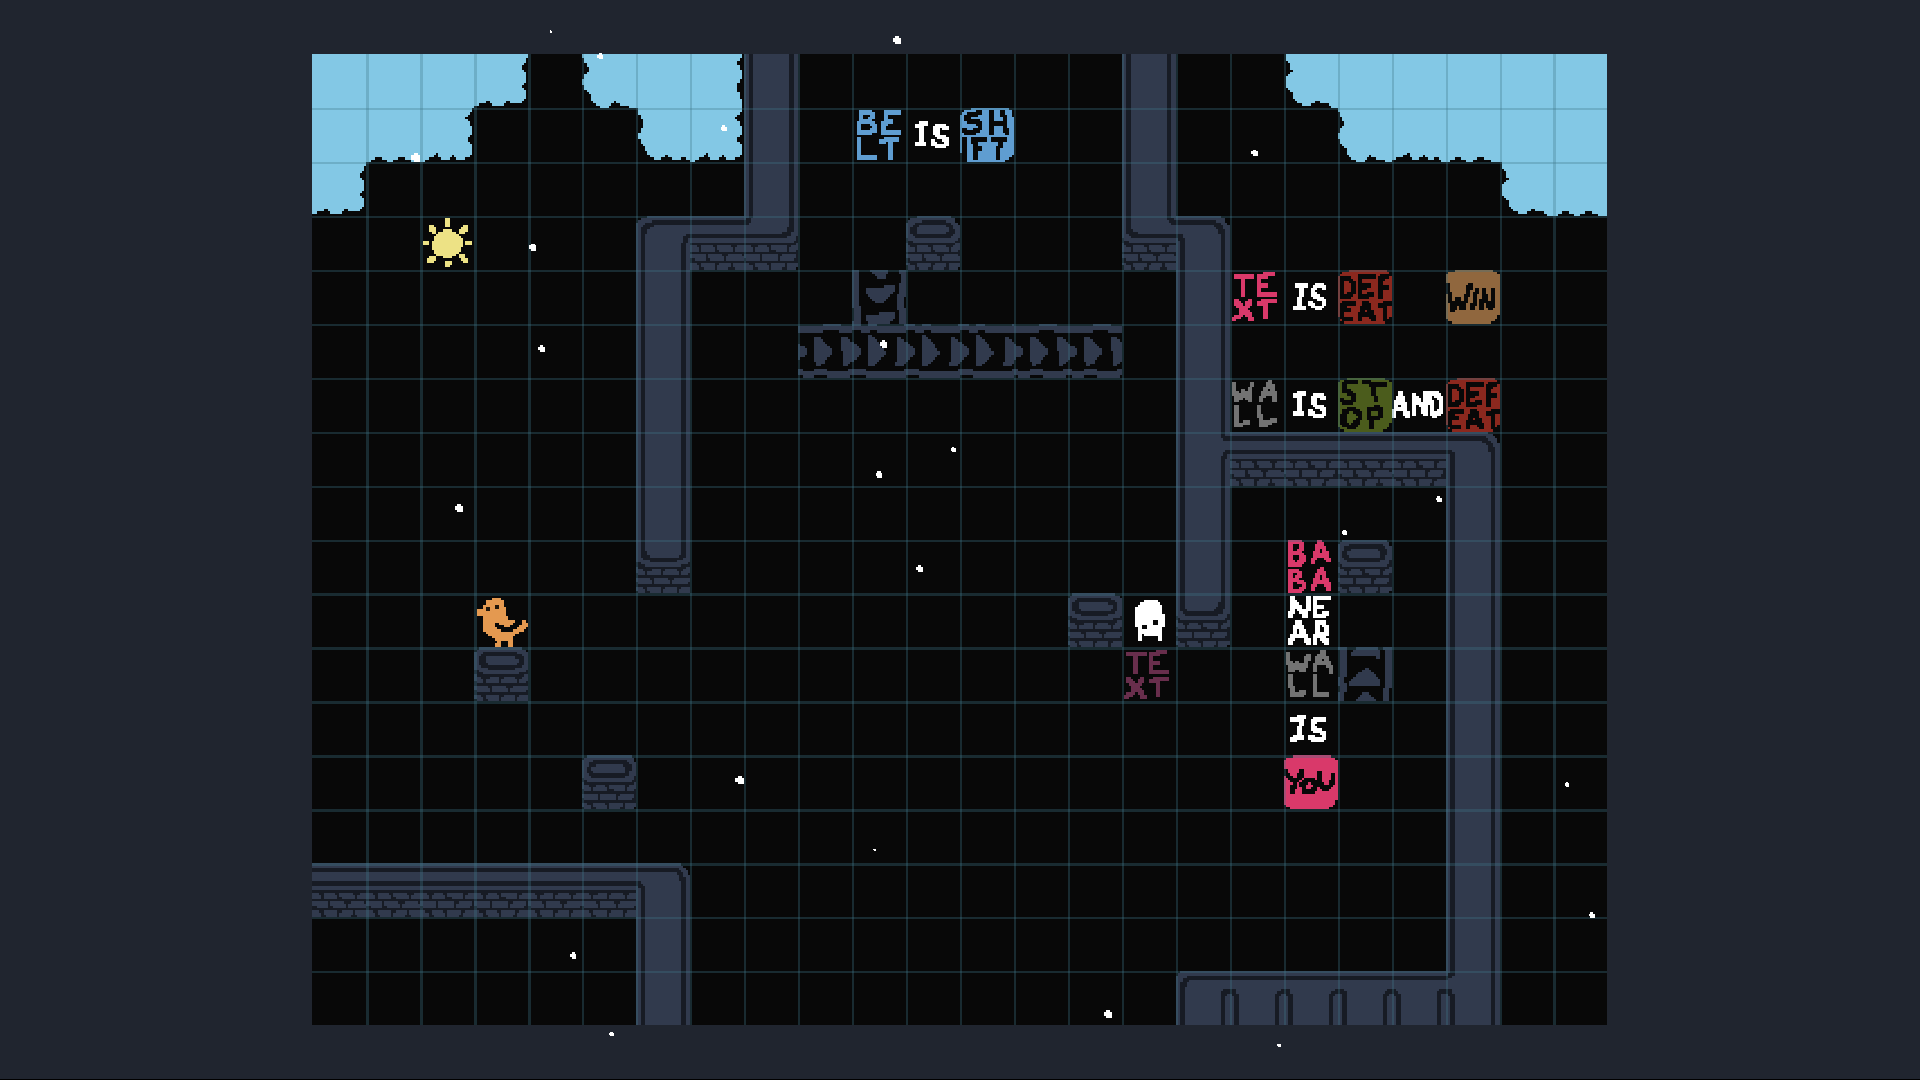 BELT IS SHIFT
TEXT IS DEFEAT WIN
WALL IS STOP AND DEFEAT
BABA
NEAR
TEXT
WALL
IS
YOU